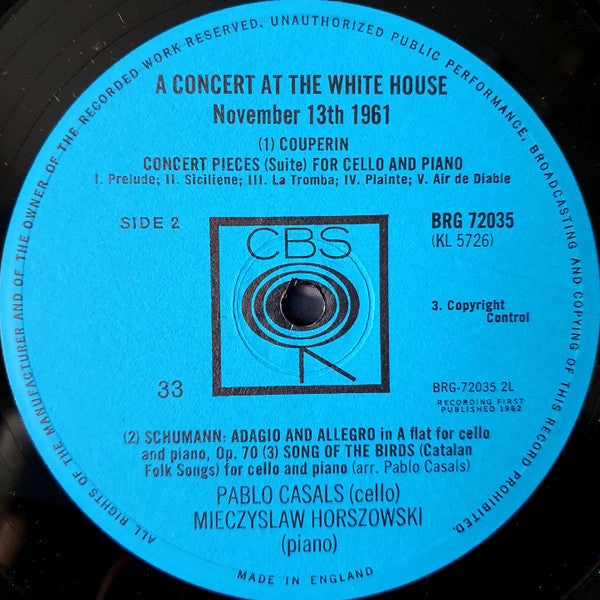 ALL RIGHTS OF THE MANUFACTURER AND OF THE OWNER OF THE RECORDED WORK RESERVED. UNAUTHORIZED PUBLIC PERFORMANCE, BROADCASTING AND COPYING OF THIS RECORD PROHIBITED.
A CONCERT AT THE WHITE HOUSE
November 13th 1961
(1) COUPERIN
CONCERT PIECES (Suite) FOR CELLO AND PIANO
I. Prelude; II. Siciliene; III. La Tromba; IV. Plainte; V. Air de Diable
SIDE 2
CBS
R
BRG 72035
(KL 5726)
3. Copyright
Control
33
BRG-72035 2L
RECORDING FIRST
PUBLISHED 1962
(2) SCHUMANN: ADAGIO AND ALLEGRO in A flat for cello
and piano, Op. 70 (3) SONG OF THE BIRDS (Catalan
Folk Songs) for cello and piano (arr. Pablo Casals)
PABLO CASALS (cello)
MIECZYSLAW HORSZOWSKI
(piano)
MADE IN ENGLAND